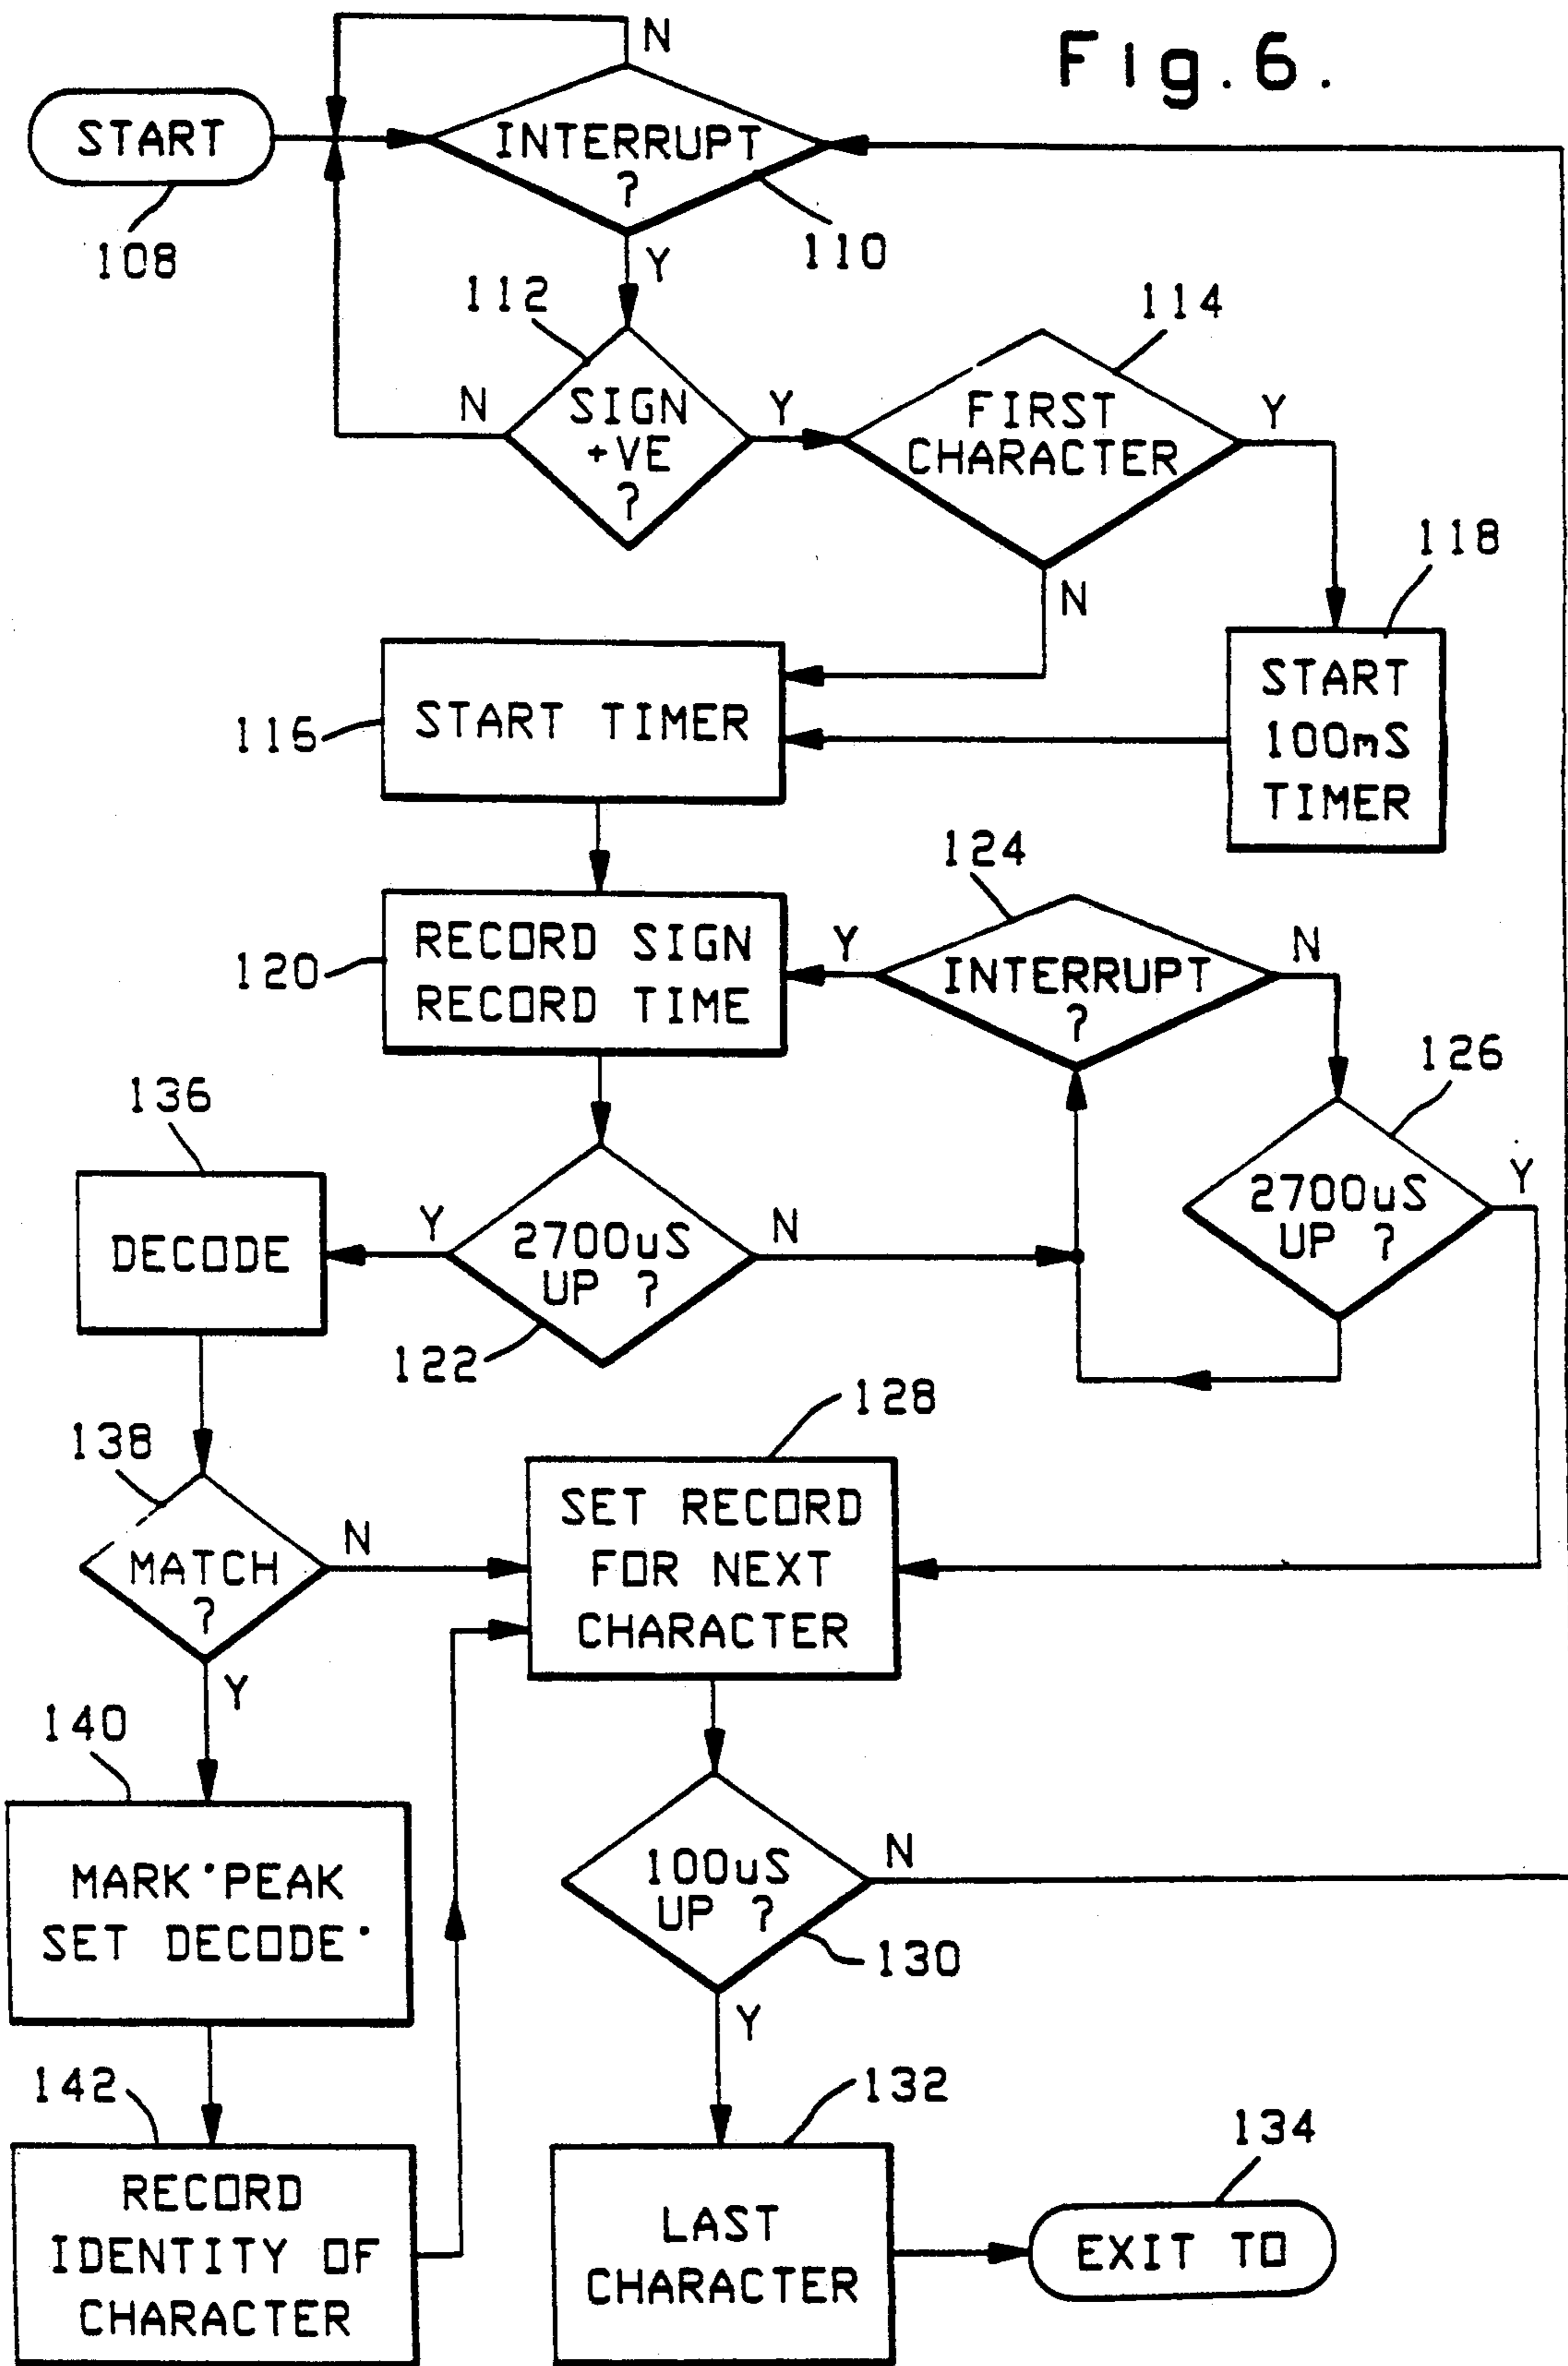 Fig. 6.
N
START
108
INTERRUPT
?
110
Y
112
N
SIGN
+VE
?
Y
114
FIRST
CHARACTER
Y
N
118
START
100mS
TIMER
116
START TIMER
120
RECORD SIGN
RECORD TIME
124
Y
INTERRUPT
?
N
126
2700uS
UP ?
Y
136
DECODE
Y
2700uS
UP ?
N
122
138
MATCH
?
N
Y
128
SET RECORD
FOR NEXT
CHARACTER
140
MARK 'PEAK
SET DECODE'
100uS
UP ?
N
130
Y
142
RECORD
IDENTITY OF
CHARACTER
132
LAST
CHARACTER
134
EXIT TO